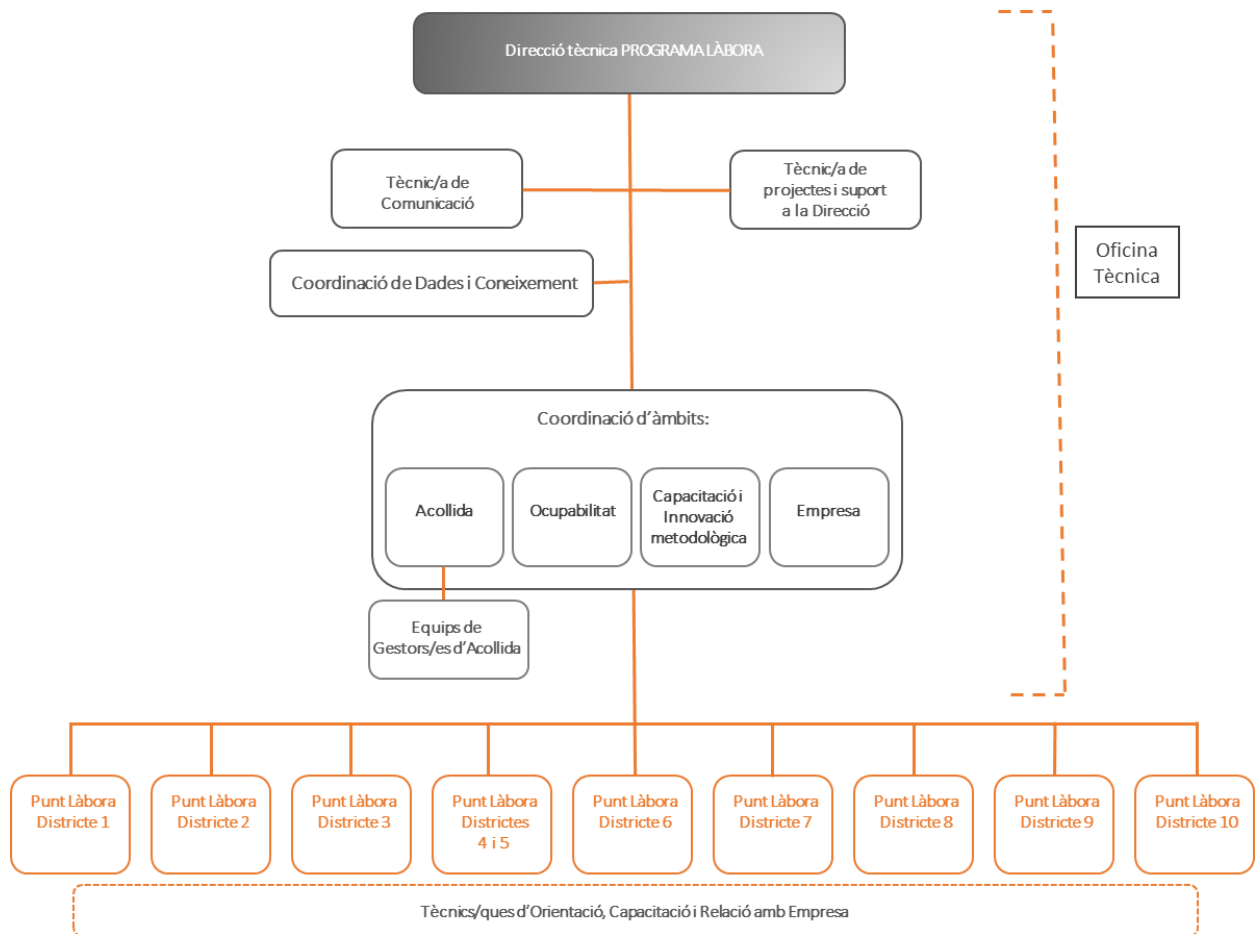 Direcció tècnica PROGRAMA LÀBORA
Tècnic/a de
Comunicació
Tècnic/a de
projectes i suport
a la Direcció
Oficina
Tècnica
Coordinació de Dades i Coneixement
Coordinació d'àmbits:
Acollida
Ocupabilitat
Capacitació i
Innovació
metodològica
Empresa
Equips de
Gestors/es d'Acollida
Punt Làbora
Districte 1
Punt Làbora
Districte 2
Punt Làbora
Districte 3
Punt Làbora
Districtes
4 i 5
Punt Làbora
Districte 6
Punt Làbora
Districte 7
Punt Làbora
Districte 8
Punt Làbora
Districte 9
Punt Làbora
Districte 10
Tècnics/ques d'Orientació, Capacitació i Relació amb Empresa